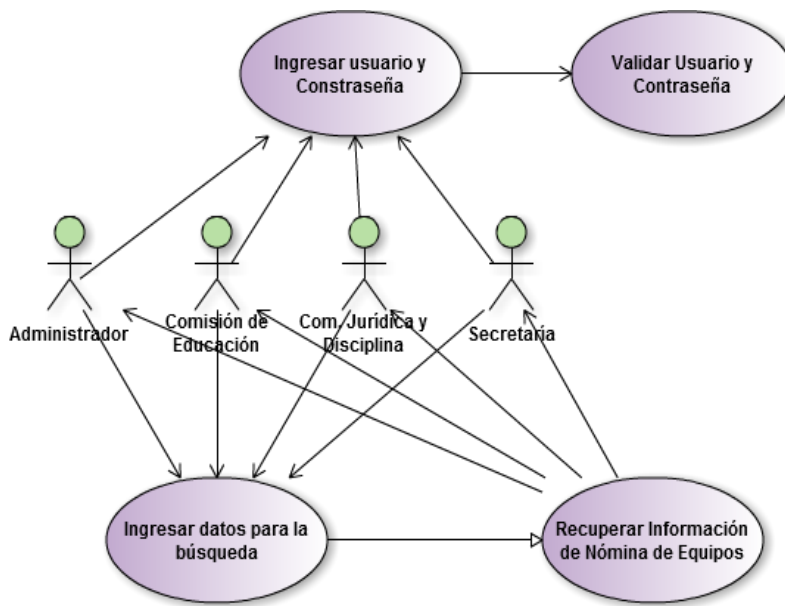 Ingresar usuario y
Constraseña
Validar Usuario y
Contraseña
Administrador
Comisión de
Educación
Com. Jurídica y
Disciplina
Secretaría
Ingresar datos para la
búsqueda
Recuperar Información
de Nómina de Equipos